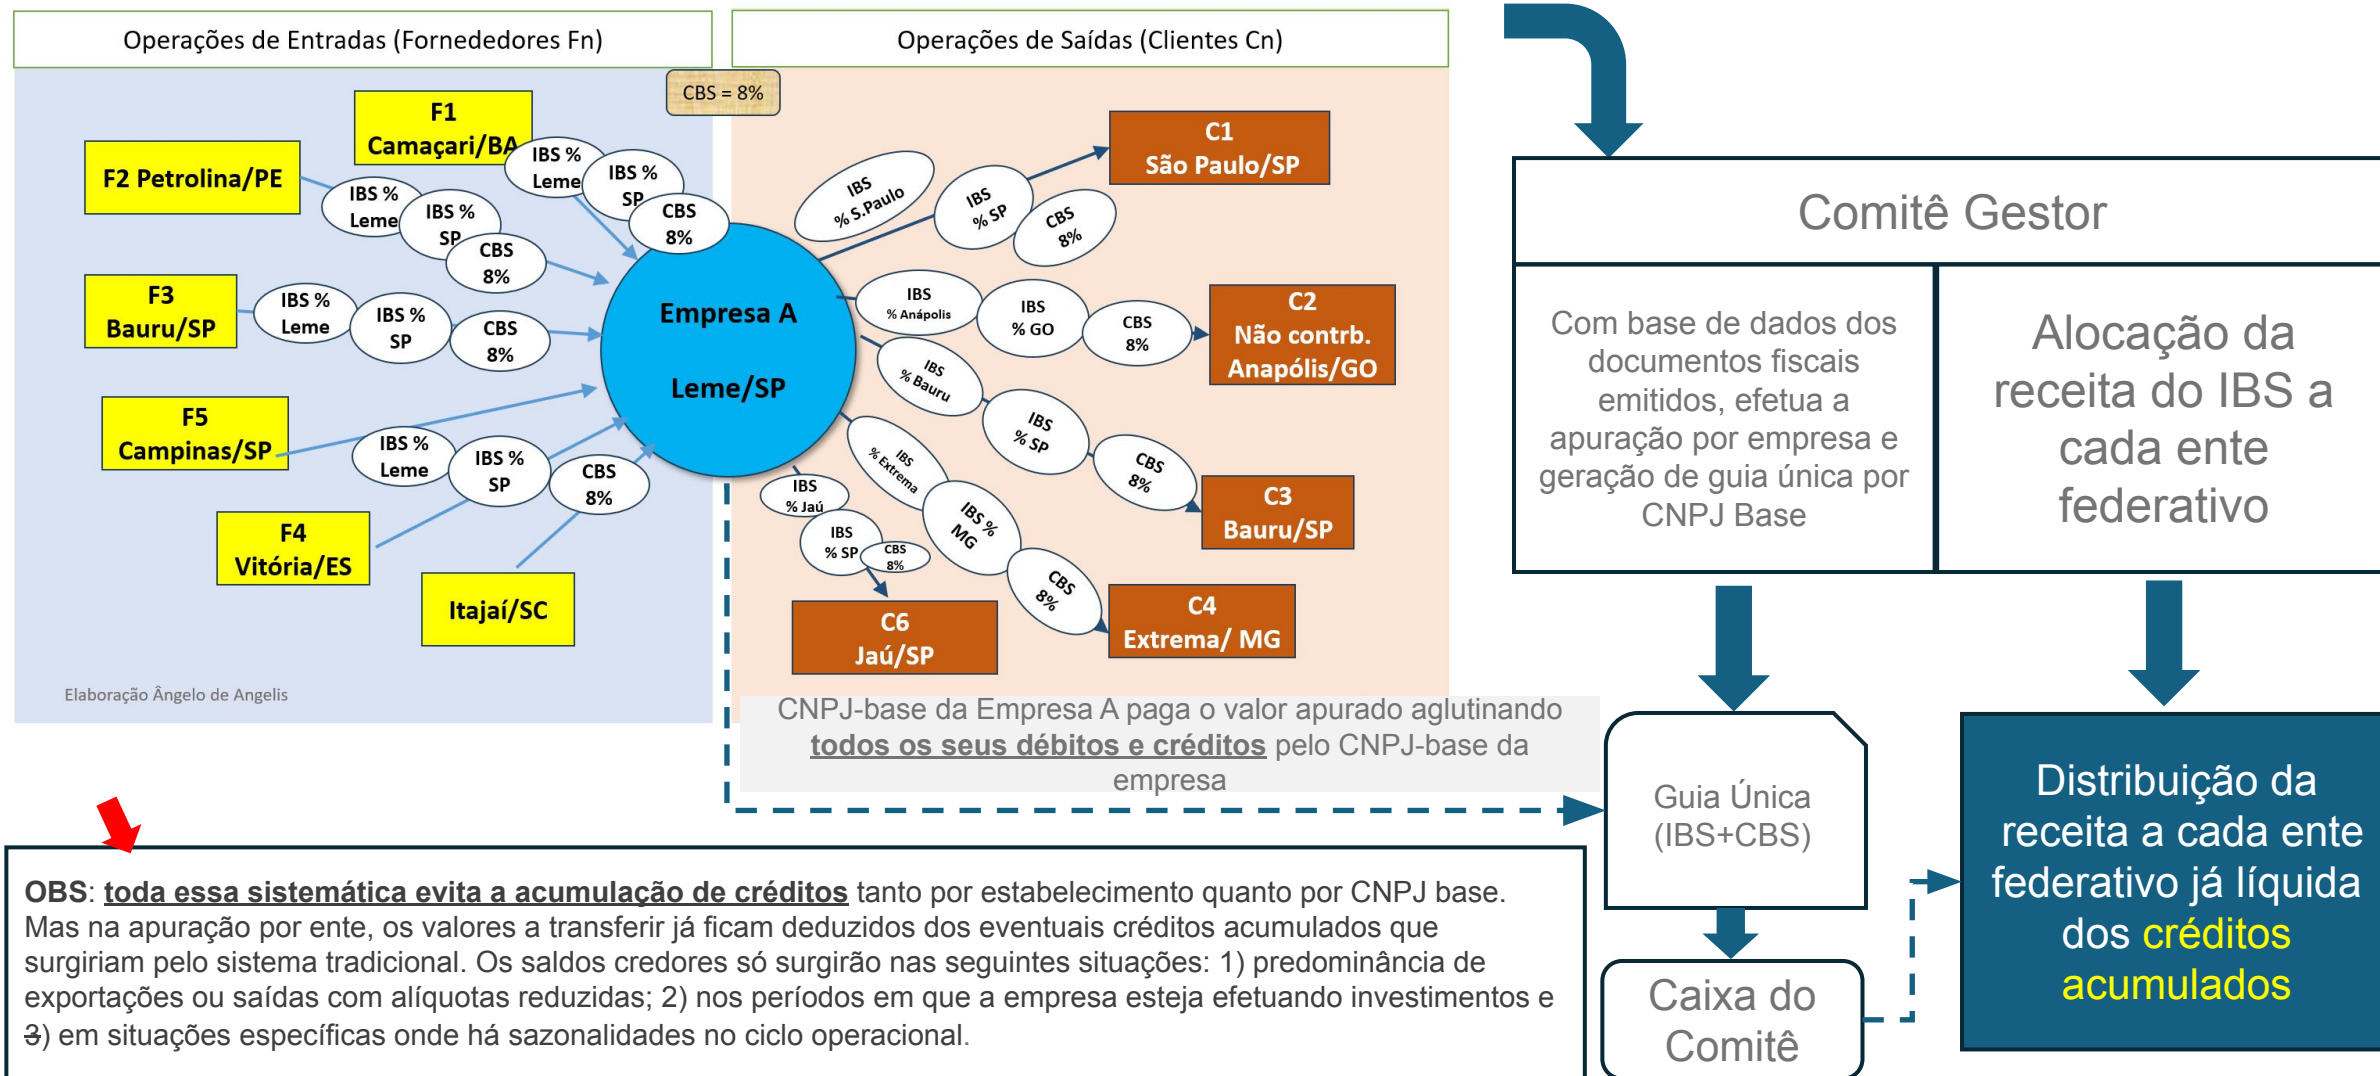 Operações de Entradas (Fornededores Fn)
Operações de Saídas (Clientes Cn)
CBS = 8%
F1
Camaçari/BA
IBS %
Leme
IBS %
SP
CBS
8%
F2 Petrolina/PE
IBS %
Leme
IBS %
SP
CBS
8%
F3
Bauru/SP
IBS %
Leme
IBS %
SP
CBS
8%
F5
Campinas/SP
IBS %
Leme
IBS %
SP
CBS
8%
F4
Vitória/ES
Itajaí/SC
Elaboração Ângelo de Angelis
Empresa A
Leme/SP
IBS
% S.Paulo
IBS
% SP
CBS
8%
C1
São Paulo/SP
IBS
% Anápolis
IBS
% GO
CBS
8%
C2
Não contrb.
Anapólis/GO
IBS
% Bauru
IBS
% SP
CBS
8%
C3
Bauru/SP
IBS
% Extrema
IBS %
MG
CBS
8%
C4
Extrema/ MG
IBS
% Jaú
IBS
% SP
CBS
8%
C6
Jaú/SP
CNPJ-base da Empresa A paga o valor apurado aglutinando
todos os seus débitos e créditos pelo CNPJ-base da
empresa
Comitê Gestor
Com base de dados dos
documentos fiscais
emitidos, efetua a
apuração por empresa e
geração de guia única por
CNPJ Base
Alocação da
receita do IBS a
cada ente
federativo
Guia Única
(IBS+CBS)
Caixa do
Comitê
Distribuição da
receita a cada ente
federativo já líquida
dos créditos
acumulados
OBS: toda essa sistemática evita a acumulação de créditos tanto por estabelecimento quanto por CNPJ base.
Mas na apuração por ente, os valores a transferir já ficam deduzidos dos eventuais créditos acumulados que
surgiriam pelo sistema tradicional. Os saldos credores só surgirão nas seguintes situações: 1) predominância de
exportações ou saídas com alíquotas reduzidas; 2) nos períodos em que a empresa esteja efetuando investimentos e
3) em situações específicas onde há sazonalidades no ciclo operacional.